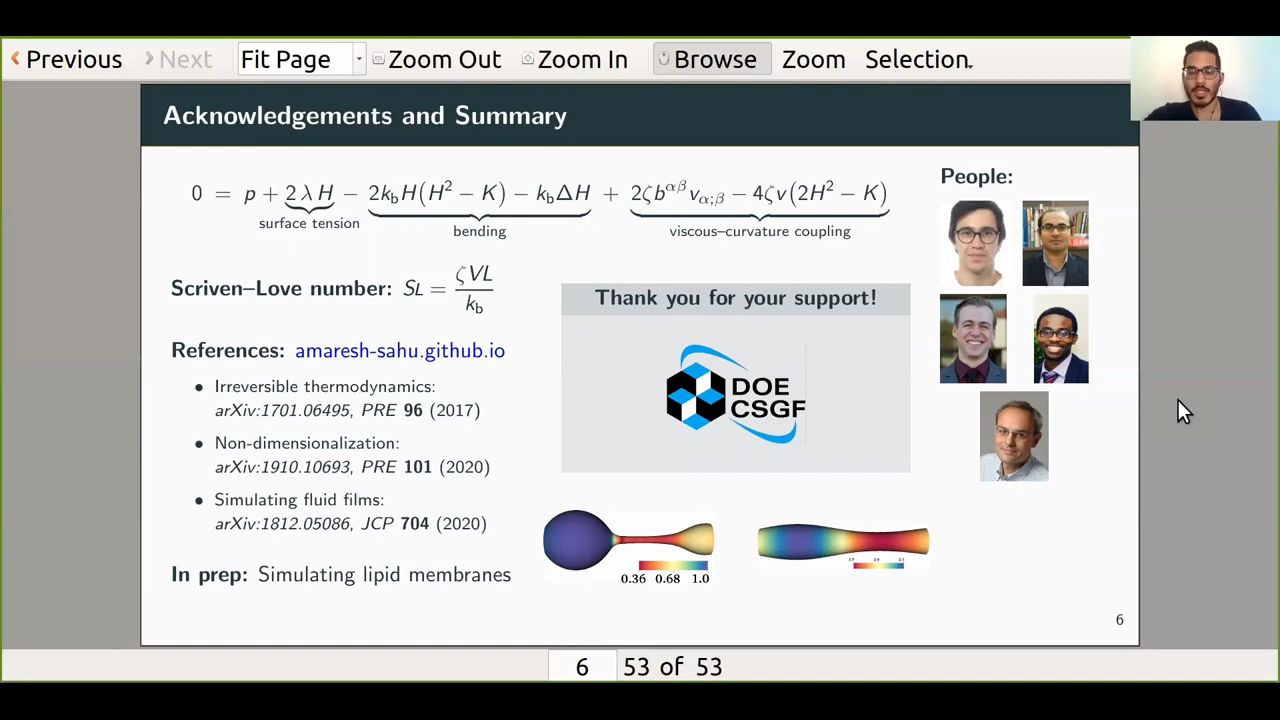 Previous Next Fit Page Zoom Out Zoom In Browse Zoom Selection
Acknowledgements and Summary
0 = p + 2 λ H − 2k_b H(H² − K) − k_b ΔH + 2ζb^{αβ} v_{α;β} − 4ζv(2H² − K)
surface tension
bending
viscous–curvature coupling
People:
Scriven–Love number: SL = ζVL / k_b
Thank you for your support!
DOE
CSGF
References: amaresh-sahu.github.io
• Irreversible thermodynamics:
arXiv:1701.06495, PRE 96 (2017)
• Non-dimensionalization:
arXiv:1910.10693, PRE 101 (2020)
• Simulating fluid films:
arXiv:1812.05086, JCP 704 (2020)
In prep: Simulating lipid membranes
0.36 0.68 1.0
6
6 53 of 53